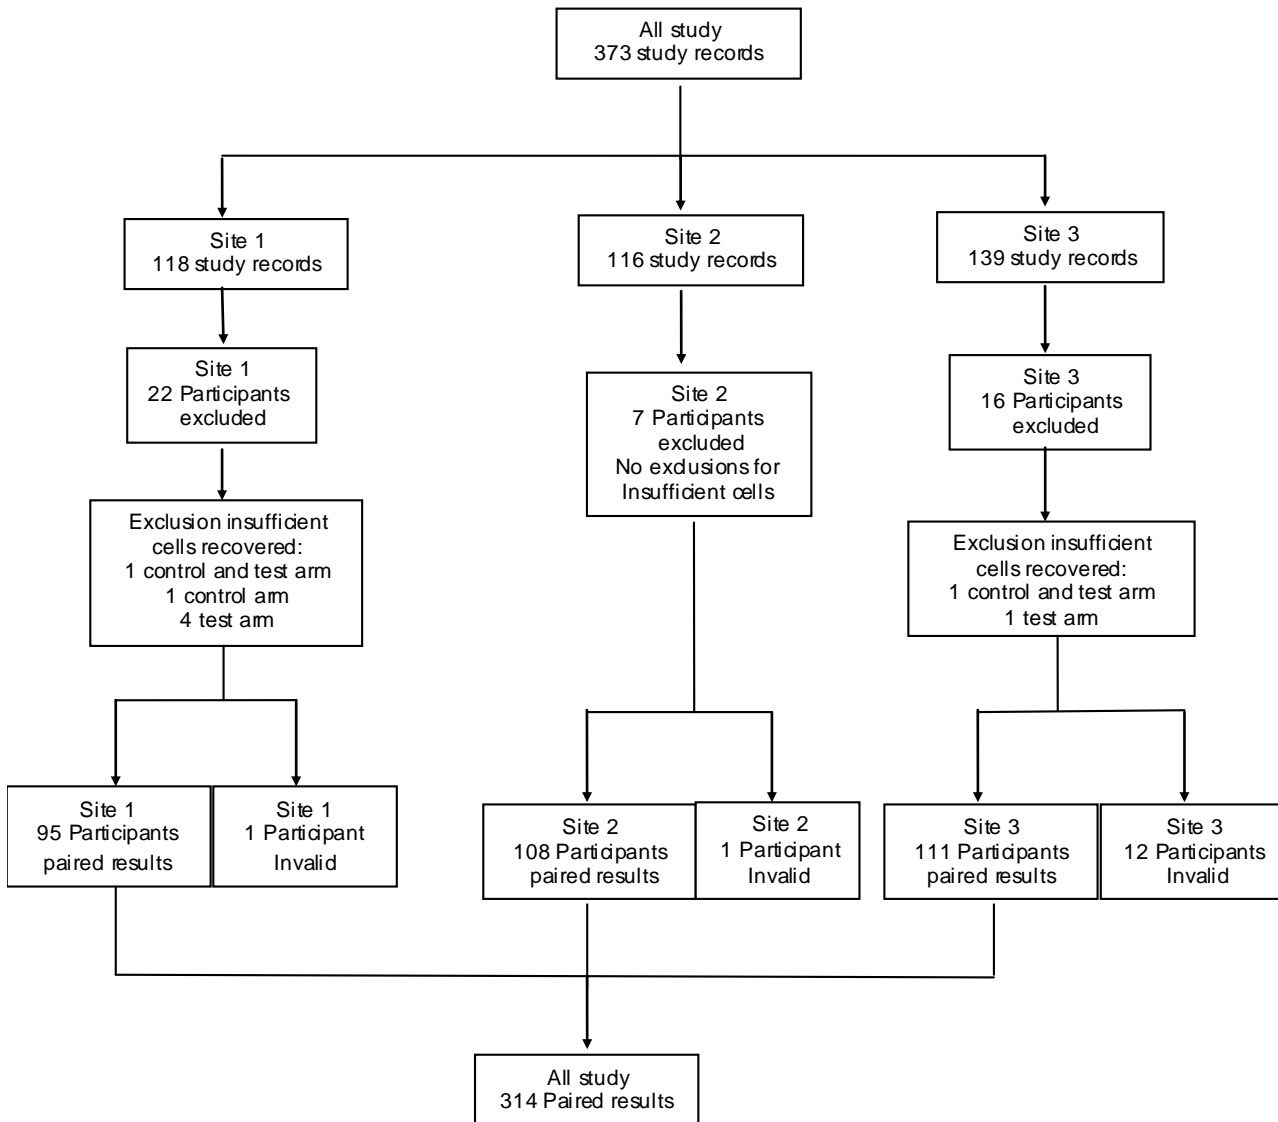 All study
373 study records
Site 1
118 study records
Site 2
116 study records
Site 3
139 study records
Site 1
22 Participants
excluded
Site 2
7 Participants
excluded
No exclusions for
Insufficient cells
Site 3
16 Participants
excluded
Exclusion insufficient
cells recovered:
1 control and test arm
1 control arm
4 test arm
Exclusion insufficient
cells recovered:
1 control and test arm
1 test arm
Site 1
95 Participants
paired results
Site 1
1 Participant
Invalid
Site 2
108 Participants
paired results
Site 2
1 Participant
Invalid
Site 3
111 Participants
paired results
Site 3
12 Participants
Invalid
All study
314 Paired results